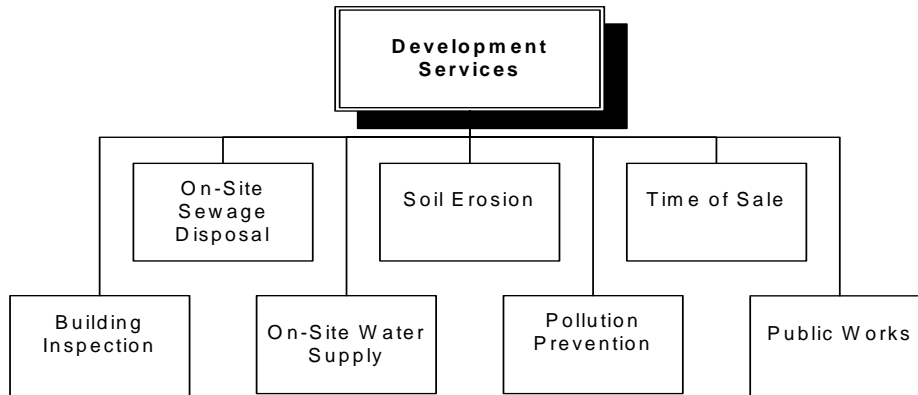 Development
Services
On-Site
Sewage
Disposal
Soil Erosion
Time of Sale
Building
Inspection
On-Site Water
Supply
Pollution
Prevention
Public Works